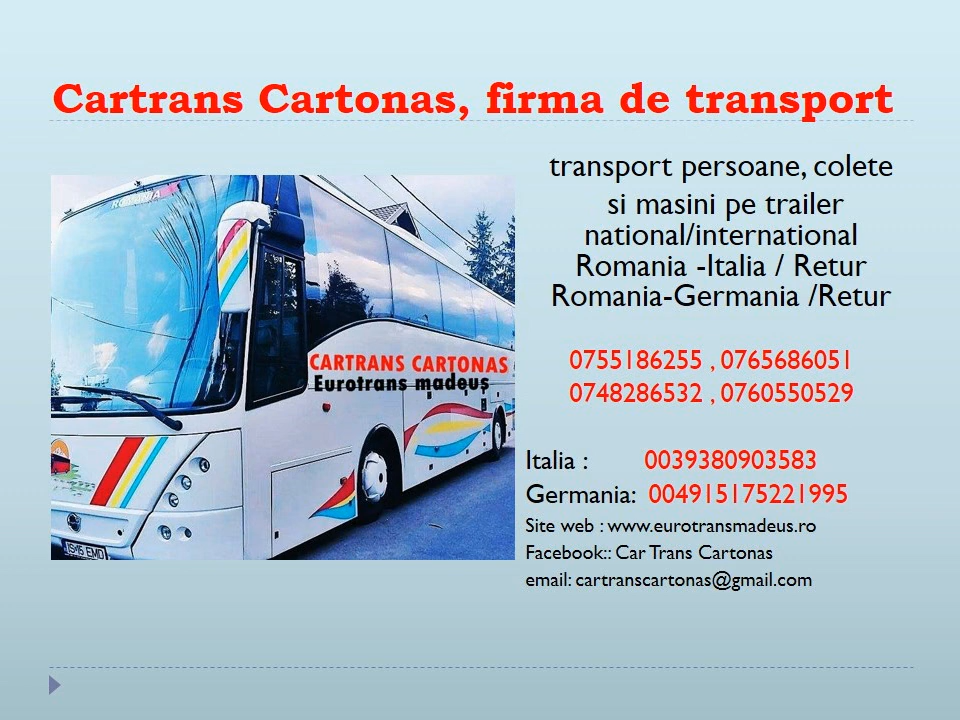 Cartrans Cartonas, firma de transport
transport persoane, colete
si masini pe trailer
national/international
Romania -Italia / Retur
Romania-Germania /Retur
0755186255 , 0765686051
0748286532 , 0760550529
Italia : 0039380903583
Germania: 004915175221995
Site web : www.eurotransmadeus.ro
Facebook:: Car Trans Cartonas
email: cartranscartonas@gmail.com
ROMANIA
CARTRANS CARTONAS
Eurotrans madeus